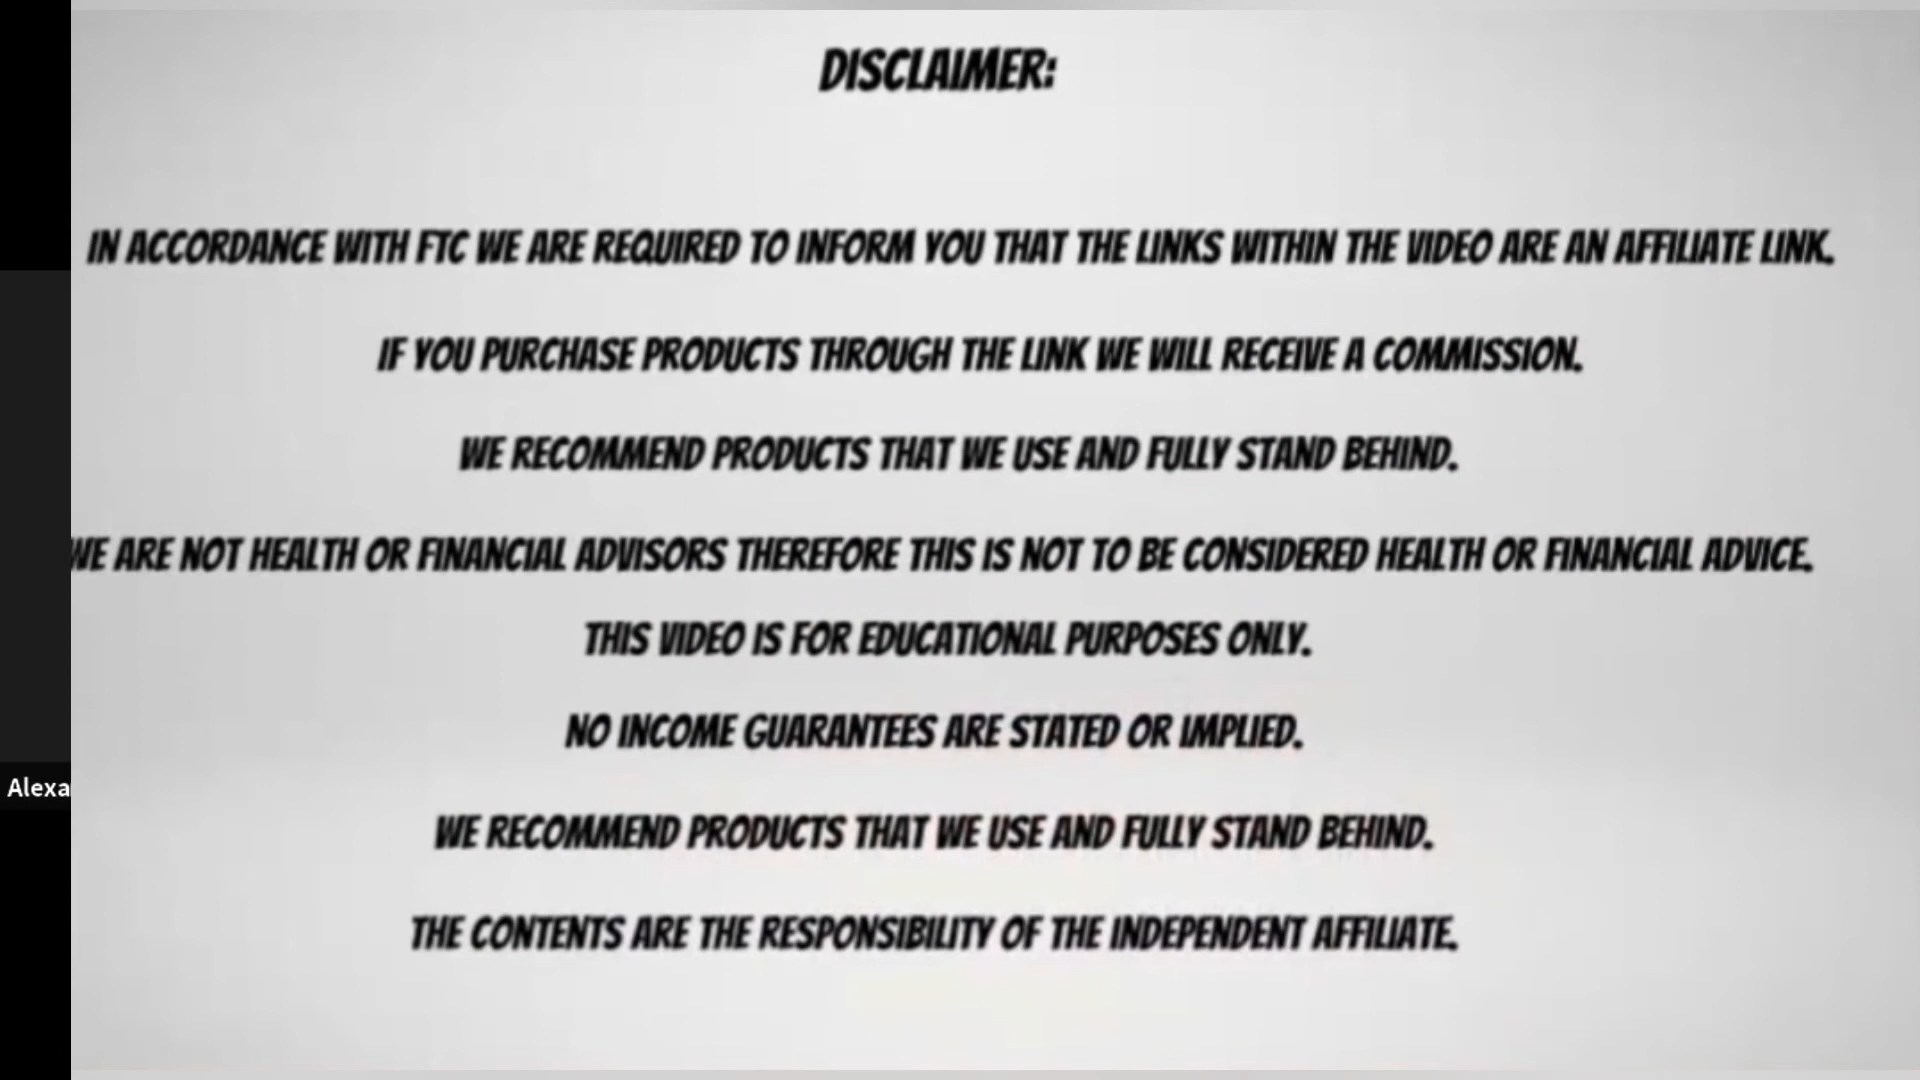 DISCLAIMER:
IN ACCORDANCE WITH FTC WE ARE REQUIRED TO INFORM YOU THAT THE LINKS WITHIN THE VIDEO ARE AN AFFILIATE LINK.
IF YOU PURCHASE PRODUCTS THROUGH THE LINK WE WILL RECEIVE A COMMISSION.
WE RECOMMEND PRODUCTS THAT WE USE AND FULLY STAND BEHIND.
WE ARE NOT HEALTH OR FINANCIAL ADVISORS THEREFORE THIS IS NOT TO BE CONSIDERED HEALTH OR FINANCIAL ADVICE.
THIS VIDEO IS FOR EDUCATIONAL PURPOSES ONLY.
NO INCOME GUARANTEES ARE STATED OR IMPLIED.
Alexa
WE RECOMMEND PRODUCTS THAT WE USE AND FULLY STAND BEHIND.
THE CONTENTS ARE THE RESPONSIBILITY OF THE INDEPENDENT AFFILIATE.